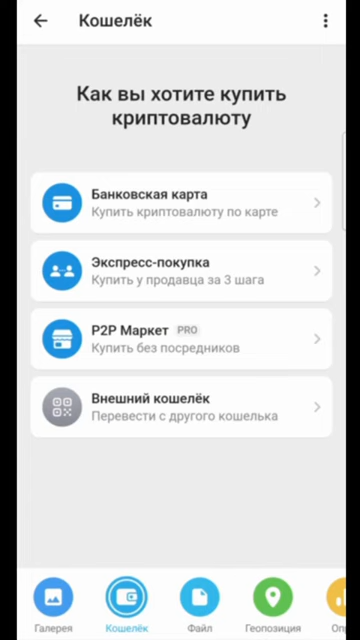 Кошелёк
Как вы хотите купить
криптовалюту
Банковская карта
Купить криптовалюту по карте
Экспресс-покупка
Купить у продавца за 3 шага
P2P Маркет PRO
Купить без посредников
Внешний кошелёк
Перевести с другого кошелька
Галерея Кошелёк Файл Геопозиция Оп